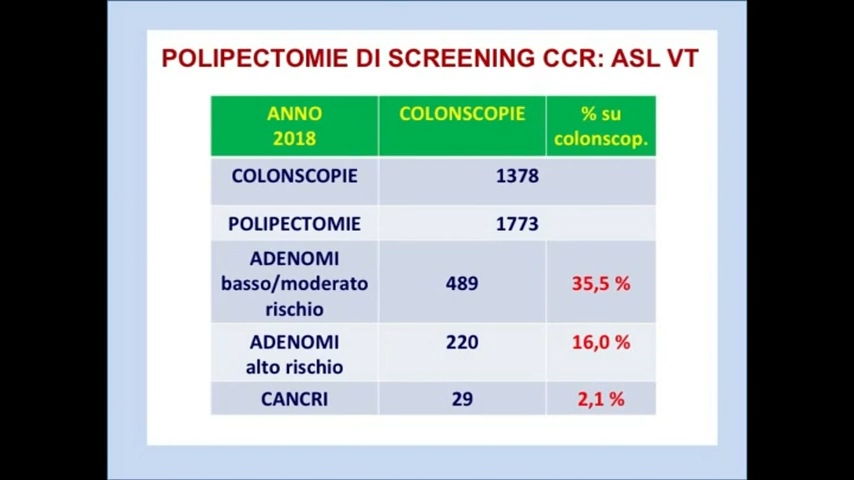 POLIPECTOMIE DI SCREENING CCR: ASL VT
ANNO
2018
COLONSCOPIE
% su
colonscop.
COLONSCOPIE
1378
POLIPECTOMIE
1773
ADENOMI
basso/moderato
rischio
489
35,5 %
ADENOMI
alto rischio
220
16,0 %
CANCRI
29
2,1 %